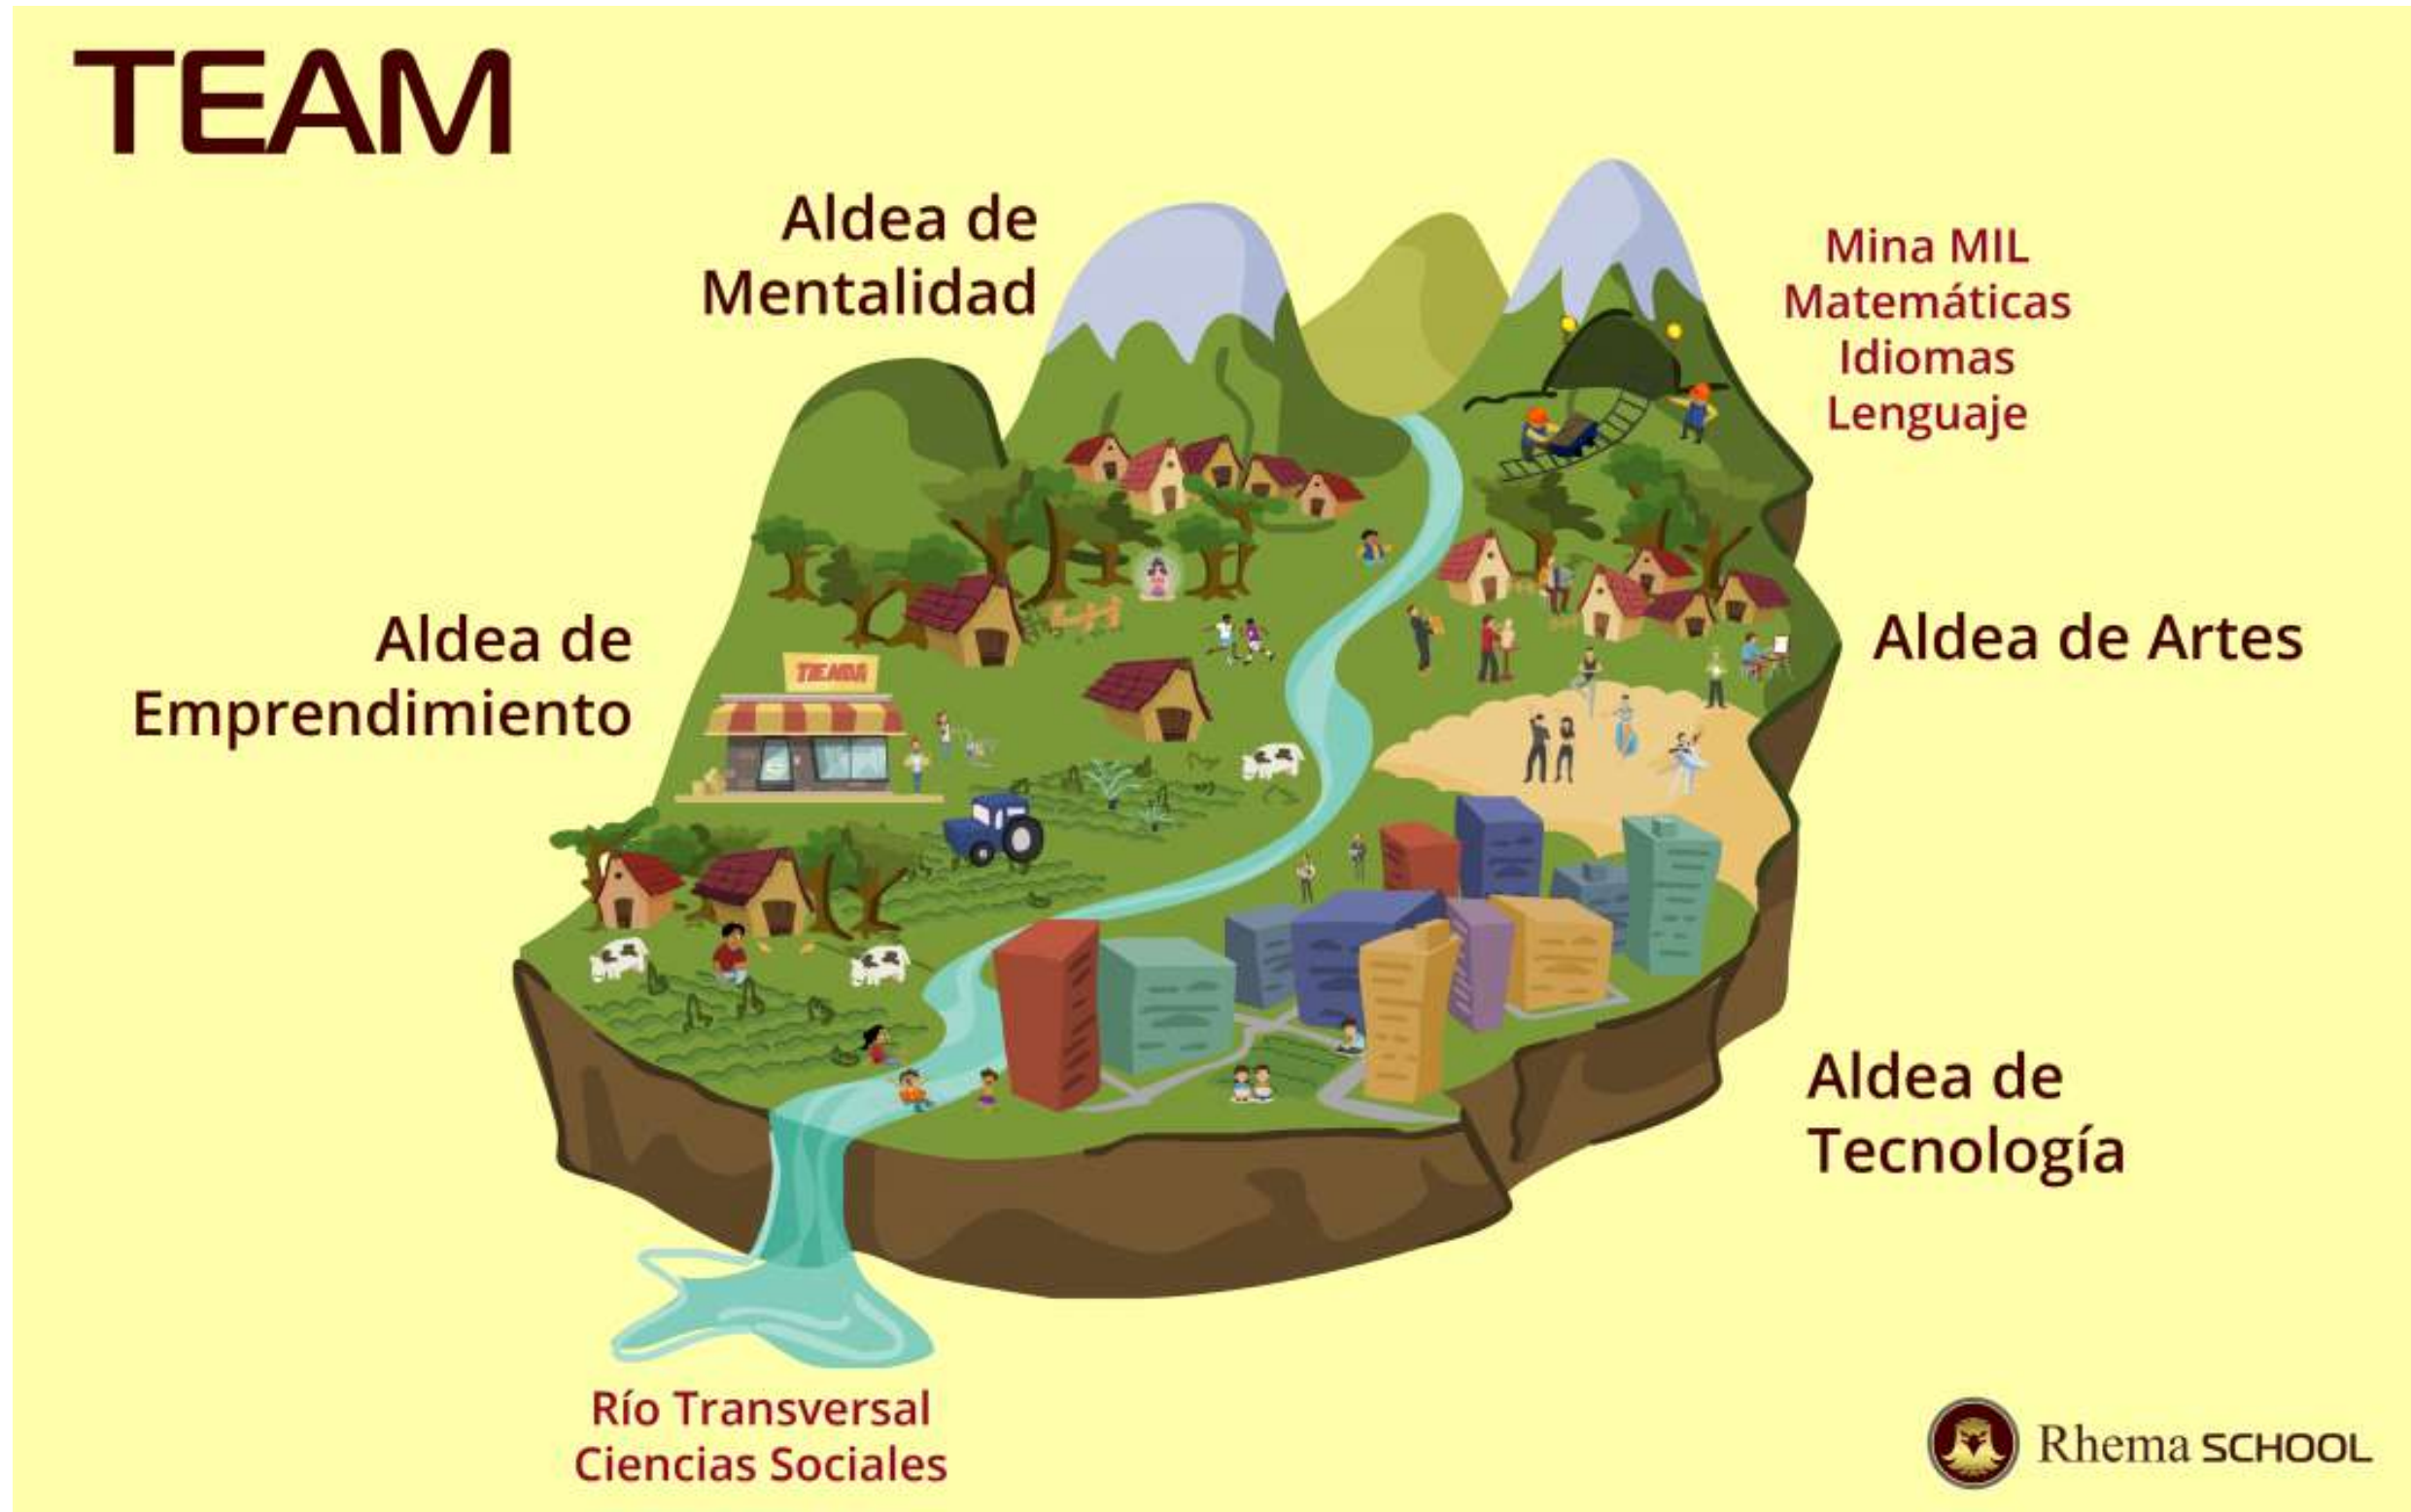 TEAM
Aldea de
Mentalidad
Mina MIL
Matemáticas
Idiomas
Lenguaje
Aldea de
Emprendimiento
TIENDA
Aldea de Artes
Aldea de
Tecnología
Río Transversal
Ciencias Sociales
Rhema SCHOOL